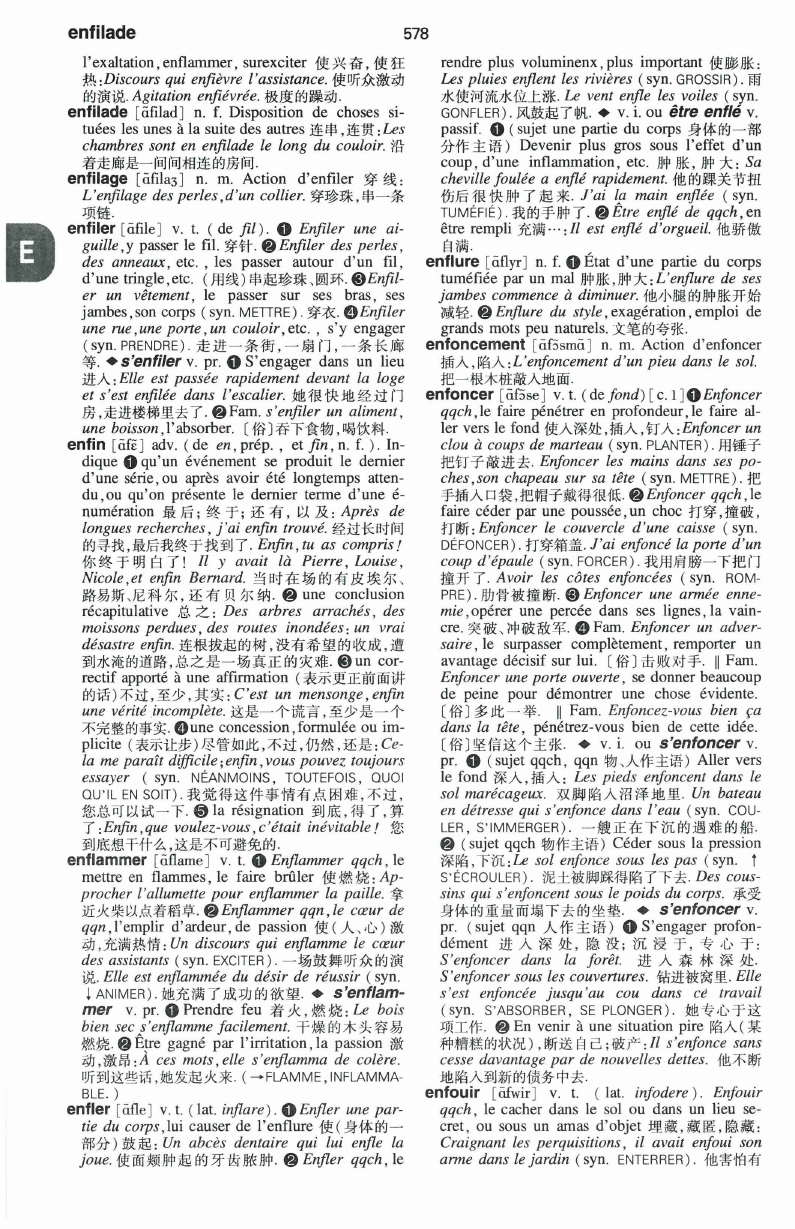 enfilade
578
l'exaltation, enflammer, surexciter 使兴奋,使狂
热:Discours qui enfièvre l'assistance. 使听众激动
的演说. Agitation enfiévrée. 极度的躁动.
enfilade [ɑ̃filad] n. f. Disposition de choses si-
tuées les unes à la suite des autres 连串,连贯:Les
chambres sont en enfilade le long du couloir. 沿
着走廊是一间间相连的房间.
enfilage [ɑ̃filaʒ] n. m. Action d'enfiler 穿线:
L'enfilage des perles, d'un collier. 穿珍珠,串一条
项链.
enfiler [ɑ̃file] v. t. (de fil). ❶ Enfiler une ai-
guille, y passer le fil. 穿针. ❷ Enfiler des perles,
des anneaux, etc., les passer autour d'un fil,
d'une tringle, etc. (用线)串起珍珠、圆环. ❸ Enfil-
er un vêtement, le passer sur ses bras, ses
jambes, son corps (syn. METTRE). 穿衣. ❹ Enfiler
une rue, une porte, un couloir, etc., s'y engager
(syn. PRENDRE). 走进一条街,一扇门,一条长廊
等. ◆ s'enfiler v. pr. ❶ S'engager dans un lieu
进入:Elle est passée rapidement devant la loge
et s'est enfilée dans l'escalier. 她很快地经过门
房,走进楼梯里去了. ❷ Fam. s'enfiler un aliment,
une boisson, l'absorber. [俗]吞下食物,喝饮料.
enfin [ɑ̃fɛ̃] adv. (de en, prép., et fin, n. f.). In-
dique ❶ qu'un événement se produit le dernier
d'une série, ou après avoir été longtemps atten-
du, ou qu'on présente le dernier terme d'une é-
numération 最后;终于;还有,以及: Après de
longues recherches, j'ai enfin trouvé. 经过长时间
的寻找,最后我终于找到了. Enfin, tu as compris!
你终于明白了! Il y avait là Pierre, Louise,
Nicole, et enfin Bernard. 当时在场的有皮埃尔、
路易斯、尼科尔,还有贝尔纳. ❷ une conclusion
récapitulative 总之: Des arbres arrachés, des
moissons perdues, des routes inondées: un vrai
désastre enfin. 连根拔起的树,没有希望的收成,遭
到水淹的道路,总之是一场真正的灾难. ❸ un cor-
rectif apporté à une affirmation (表示更正前面讲
的话)不过,至少,其实:C'est un mensonge, enfin
une vérité incomplète. 这是一个谎言,至少是一个
不完整的事实. ❹ une concession, formulée ou im-
plicite (表示让步)尽管如此,不过,仍然,还是:Ce-
la me paraît difficile; enfin, vous pouvez toujours
essayer ( syn. NÉANMOINS, TOUTEFOIS, QUOI
QU'IL EN SOIT). 我觉得这件事情有点困难,不过,
您总可以试一下. ❺ la résignation 到底,得了,算
了:Enfin, que voulez-vous, c'était inévitable! 您
到底想干什么,这是不可避免的.
enflammer [ɑ̃flame] v. t. ❶ Enflammer qqch, le
mettre en flammes, le faire brûler 使燃烧: Ap-
procher l'allumette pour enflammer la paille. 拿
近火柴以点着稻草. ❷ Enflammer qqn, le cœur de
qqn, l'emplir d'ardeur, de passion 使(人、心)激
动,充满热情: Un discours qui enflamme le cœur
des assistants (syn. EXCITER). 一场鼓舞听众的演
说. Elle est enflammée du désir de réussir (syn.
↓ANIMER). 她充满了成功的欲望. ◆ s'enflam-
mer v. pr. ❶ Prendre feu 着火,燃烧: Le bois
bien sec s'enflamme facilement. 干燥的木头容易
燃烧. ❷ Être gagné par l'irritation, la passion 激
动,激昂:À ces mots, elle s'enflamma de colère.
听到这些话,她发起火来. (→FLAMME, INFLAMMA-
BLE.)
enfler [ɑ̃fle] v. t. (lat. inflare). ❶ Enfler une par-
tie du corps, lui causer de l'enflure 使(身体的一
部分)鼓起: Un abcès dentaire qui lui enfle la
joue. 使面颊肿起的牙齿脓肿. ❷ Enfler qqch, le
E
rendre plus voluminenx, plus important 使膨胀:
Les pluies enflent les rivières (syn. GROSSIR). 雨
水使河流水位上涨. Le vent enfle les voiles (syn.
GONFLER). 风鼓起了帆. ◆ v. i. ou être enflé v.
passif. ❶ (sujet une partie du corps 身体的一部
分作主语) Devenir plus gros sous l'effet d'un
coup, d'une inflammation, etc. 肿胀,肿大: Sa
cheville foulée a enflé rapidement. 他的踝关节扭
伤后很快肿了起来. J'ai la main enflée (syn.
TUMÉFIÉ). 我的手肿了. ❷ Être enflé de qqch, en
être rempli 充满…: Il est enflé d'orgueil. 他骄傲
自满.
enflure [ɑ̃flyr] n. f. ❶ État d'une partie du corps
tuméfiée par un mal 肿胀,肿大:L'enflure de ses
jambes commence à diminuer. 他小腿的肿胀开始
减轻. ❷ Enflure du style, exagération, emploi de
grands mots peu naturels. 文笔的夸张.
enfoncement [ɑ̃fɔ̃smɑ̃] n. m. Action d'enfoncer
插入,陷入:L'enfoncement d'un pieu dans le sol.
把一根木桩敲入地面.
enfoncer [ɑ̃fɔ̃se] v. t. (de fond) [c. 1] ❶ Enfoncer
qqch, le faire pénétrer en profondeur, le faire al-
ler vers le fond 使入深处,插入,钉入:Enfoncer un
clou à coups de marteau (syn. PLANTER). 用锤子
把钉子敲进去. Enfoncer les mains dans ses po-
ches, son chapeau sur sa tête (syn. METTRE). 把
手插入口袋,把帽子戴得很低. ❷ Enfoncer qqch, le
faire céder par une poussée, un choc 打穿,撞破,
打断: Enfoncer le couvercle d'une caisse (syn.
DÉFONCER). 打穿箱盖. J'ai enfoncé la porte d'un
coup d'épaule (syn. FORCER). 我用肩膀一下把门
撞开了. Avoir les côtes enfoncées (syn. ROM-
PRE). 肋骨被撞断. ❸ Enfoncer une armée enne-
mie, opérer une percée dans ses lignes, la vain-
cre. 突破、冲破敌军. ❹ Fam. Enfoncer un adver-
saire, le surpasser complètement, remporter un
avantage décisif sur lui. [俗]击败对手. ‖ Fam.
Enfoncer une porte ouverte, se donner beaucoup
de peine pour démontrer une chose évidente.
[俗]多此一举. ‖ Fam. Enfoncez-vous bien ça
dans la tête, pénétrez-vous bien de cette idée.
[俗]坚信这个主张. ◆ v. i. ou s'enfoncer v.
pr. ❶ (sujet qqch, qqn 物、人作主语) Aller vers
le fond 深入,插入: Les pieds enfoncent dans le
sol marécageux. 双脚陷入沼泽地里. Un bateau
en détresse qui s'enfonce dans l'eau (syn. COU-
LER, S'IMMERGER). 一艘正在下沉的遇难的船.
❷ (sujet qqch 物作主语) Céder sous la pression
深陷,下沉:Le sol enfonce sous les pas (syn. ↑
S'ÉCROULER). 泥土被脚踩得陷了下去. Des cous-
sins qui s'enfoncent sous le poids du corps. 承受
身体的重量而塌下去的坐垫. ◆ s'enfoncer v.
pr. (sujet qqn 人作主语) ❶ S'engager profon-
dément 进入深处,隐没;沉浸于,专心于:
S'enfoncer dans la forêt. 进入森林深处.
S'enfoncer sous les couvertures. 钻进被窝里. Elle
s'est enfoncée jusqu'au cou dans ce travail
(syn. S'ABSORBER, SE PLONGER). 她专心于这
项工作. ❷ En venir à une situation pire 陷入(某
种糟糕的状况),断送自己;破产:Il s'enfonce sans
cesse davantage par de nouvelles dettes. 他不断
地陷入到新的债务中去.
enfouir [ɑ̃fwir] v. t. (lat. infodere). Enfouir
qqch, le cacher dans le sol ou dans un lieu se-
cret, ou sous un amas d'objet 埋藏,藏匿,隐藏:
Craignant les perquisitions, il avait enfoui son
arme dans le jardin (syn. ENTERRER). 他害怕有